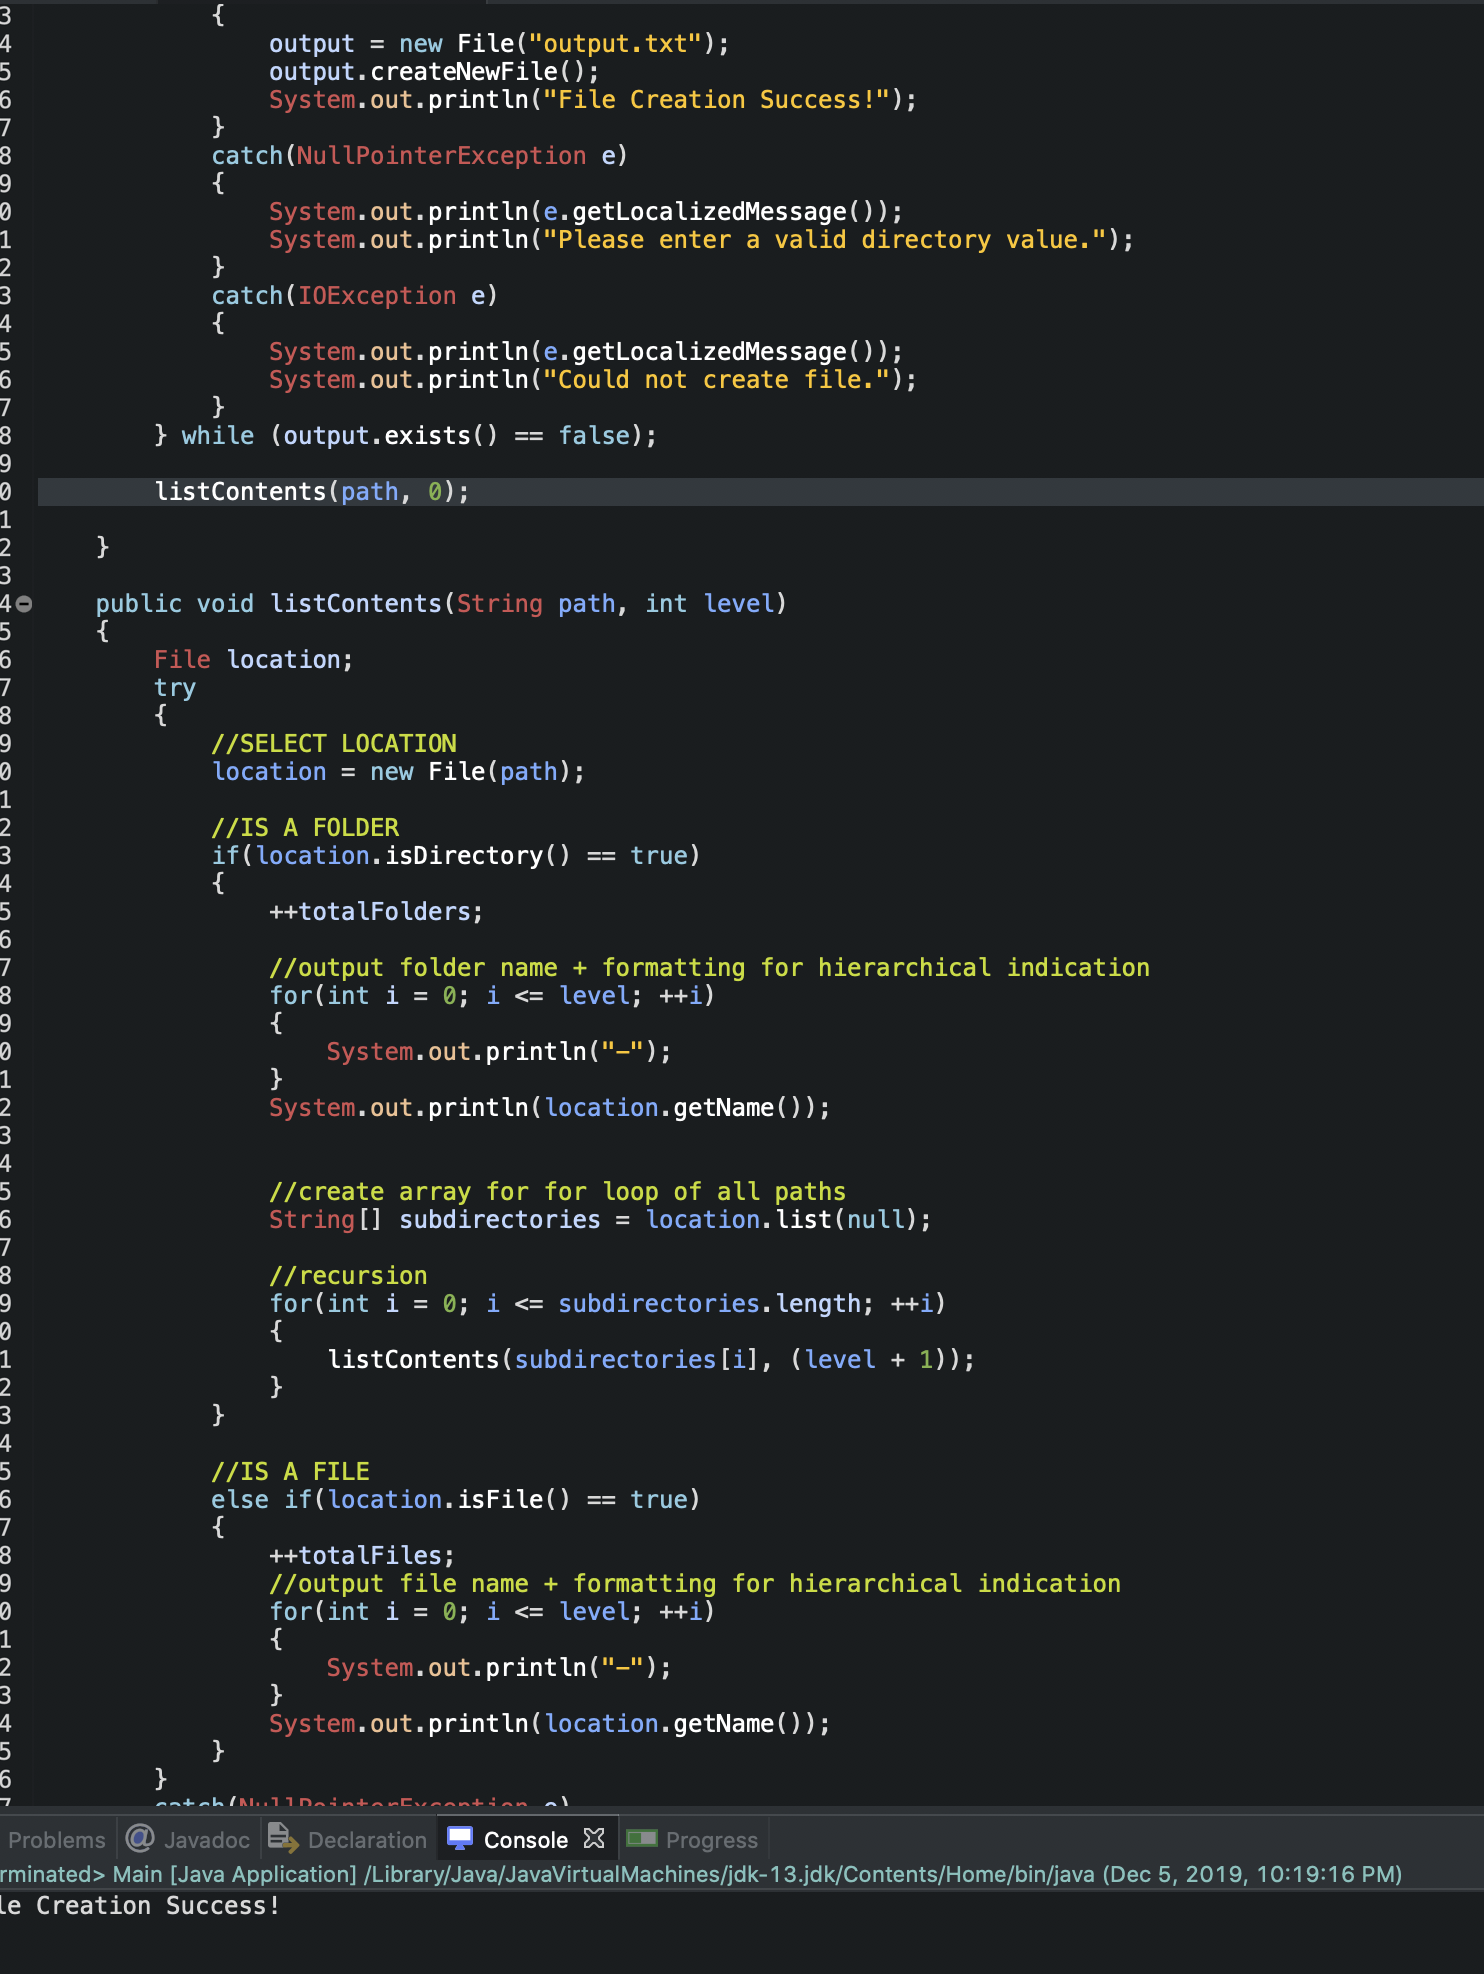 3 {
4 output = new File("output.txt");
5 output.createNewFile();
6 System.out.println("File Creation Success!");
7 }
8 catch(NullPointerException e)
9 {
0 System.out.println(e.getLocalizedMessage());
1 System.out.println("Please enter a valid directory value.");
2 }
3 catch(IOException e)
4 {
5 System.out.println(e.getLocalizedMessage());
6 System.out.println("Could not create file.");
7 }
8 } while (output.exists() == false);
9
0 listContents(path, 0);
1
2 }
3
4 public void listContents(String path, int level)
5 {
6 File location;
7 try
8 {
9 //SELECT LOCATION
0 location = new File(path);
1
2 //IS A FOLDER
3 if(location.isDirectory() == true)
4 {
5 ++totalFolders;
6
7 //output folder name + formatting for hierarchical indication
8 for(int i = 0; i <= level; ++i)
9 {
0 System.out.println("-");
1 }
2 System.out.println(location.getName());
3
4
5 //create array for for loop of all paths
6 String[] subdirectories = location.list(null);
7
8 //recursion
9 for(int i = 0; i <= subdirectories.length; ++i)
0 {
1 listContents(subdirectories[i], (level + 1));
2 }
3 }
4
5 //IS A FILE
6 else if(location.isFile() == true)
7 {
8 ++totalFiles;
9 //output file name + formatting for hierarchical indication
0 for(int i = 0; i <= level; ++i)
1 {
2 System.out.println("-");
3 }
4 System.out.println(location.getName());
5 }
6 }
7 catch(NullPointerException e)
Problems @ Javadoc Declaration Console Progress
rminated> Main [Java Application] /Library/Java/JavaVirtualMachines/jdk-13.jdk/Contents/Home/bin/java (Dec 5, 2019, 10:19:16 PM)
le Creation Success!